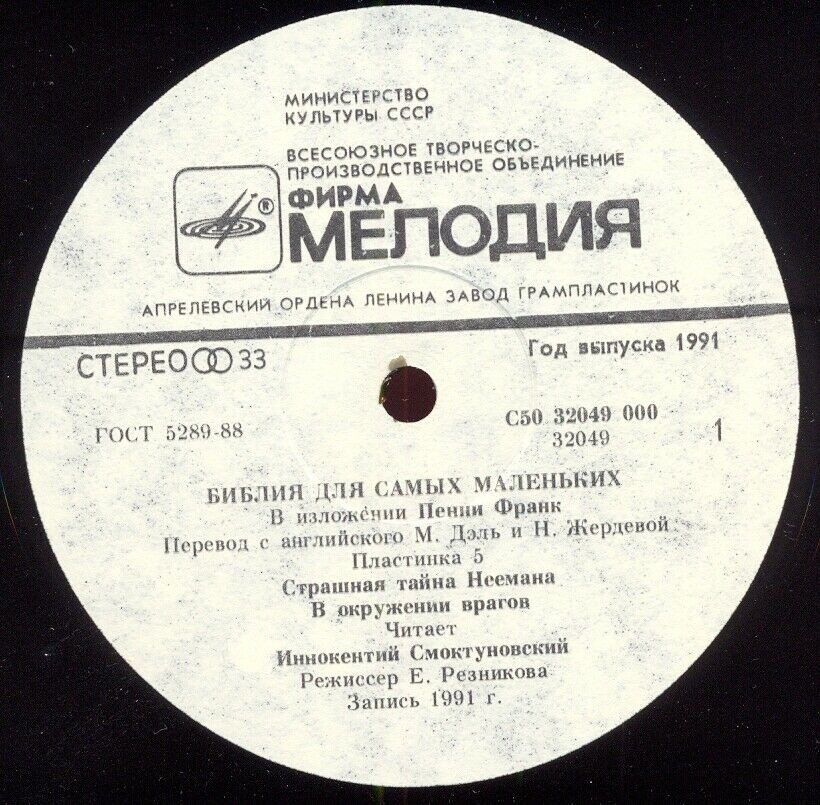 МИНИСТЕРСТВО
КУЛЬТУРЫ СССР
ВСЕСОЮЗНОЕ ТВОРЧЕСКО-
ПРОИЗВОДСТВЕННОЕ ОБЪЕДИНЕНИЕ
ФИРМА
®
МЕЛОДИЯ
АПРЕЛЕВСКИЙ ОРДЕНА ЛЕНИНА ЗАВОД ГРАМПЛАСТИНОК
СТЕРЕО 33
Год выпуска 1991
ГОСТ 5289-88
С50 32049 000
32049
1
БИБЛИЯ ДЛЯ САМЫХ МАЛЕНЬКИХ
В изложении Пенни Франк
Перевод с английского М. Дэль и Н. Жердевой
Пластинка 5
Страшная тайна Неемана
В окружении врагов
Читает
Иннокентий Смоктуновский
Режиссер Е. Резникова
Запись 1991 г.